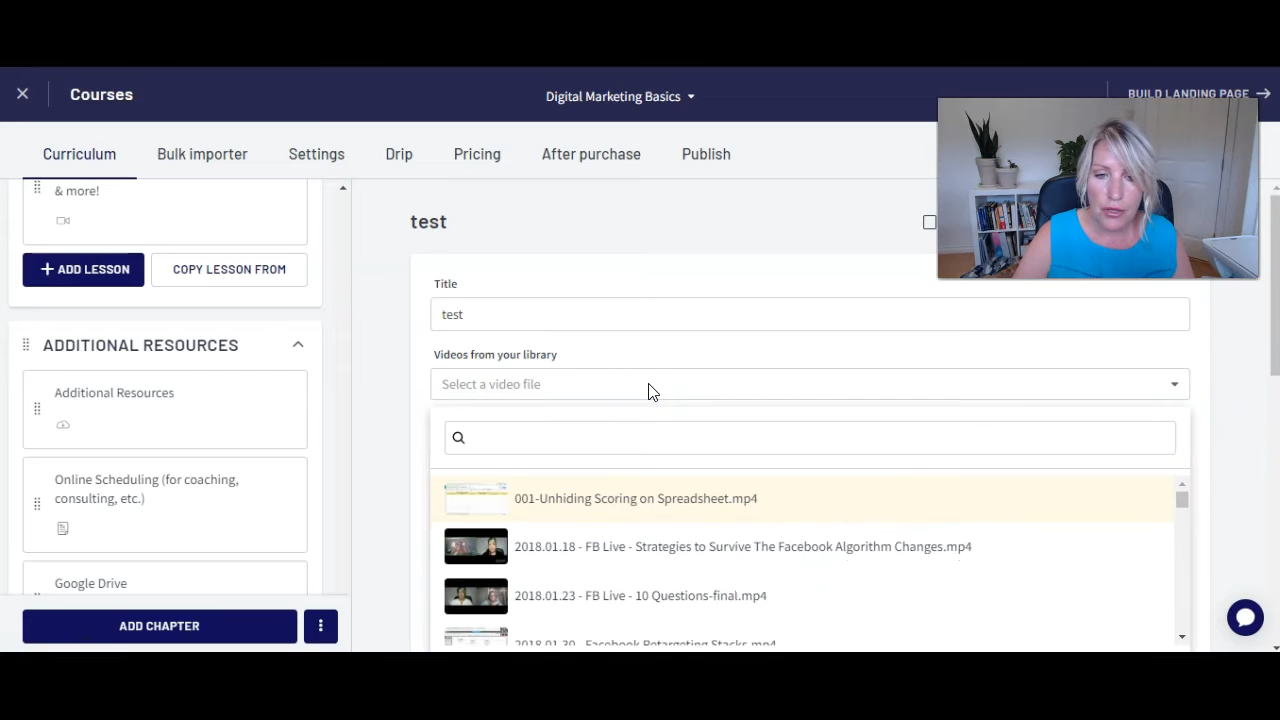 Courses
Digital Marketing Basics
BUILD LANDING PAGE
Curriculum
Bulk importer
Settings
Drip
Pricing
After purchase
Publish
& more!
+ ADD LESSON
COPY LESSON FROM
ADDITIONAL RESOURCES
Additional Resources
Online Scheduling (for coaching,
consulting, etc.)
Google Drive
ADD CHAPTER
test
Title
test
Videos from your library
Select a video file
001-Unhiding Scoring on Spreadsheet.mp4
2018.01.18 - FB Live - Strategies to Survive The Facebook Algorithm Changes.mp4
2018.01.23 - FB Live - 10 Questions-final.mp4
2018.01.30 - Facebook Retargeting Stacks.mp4